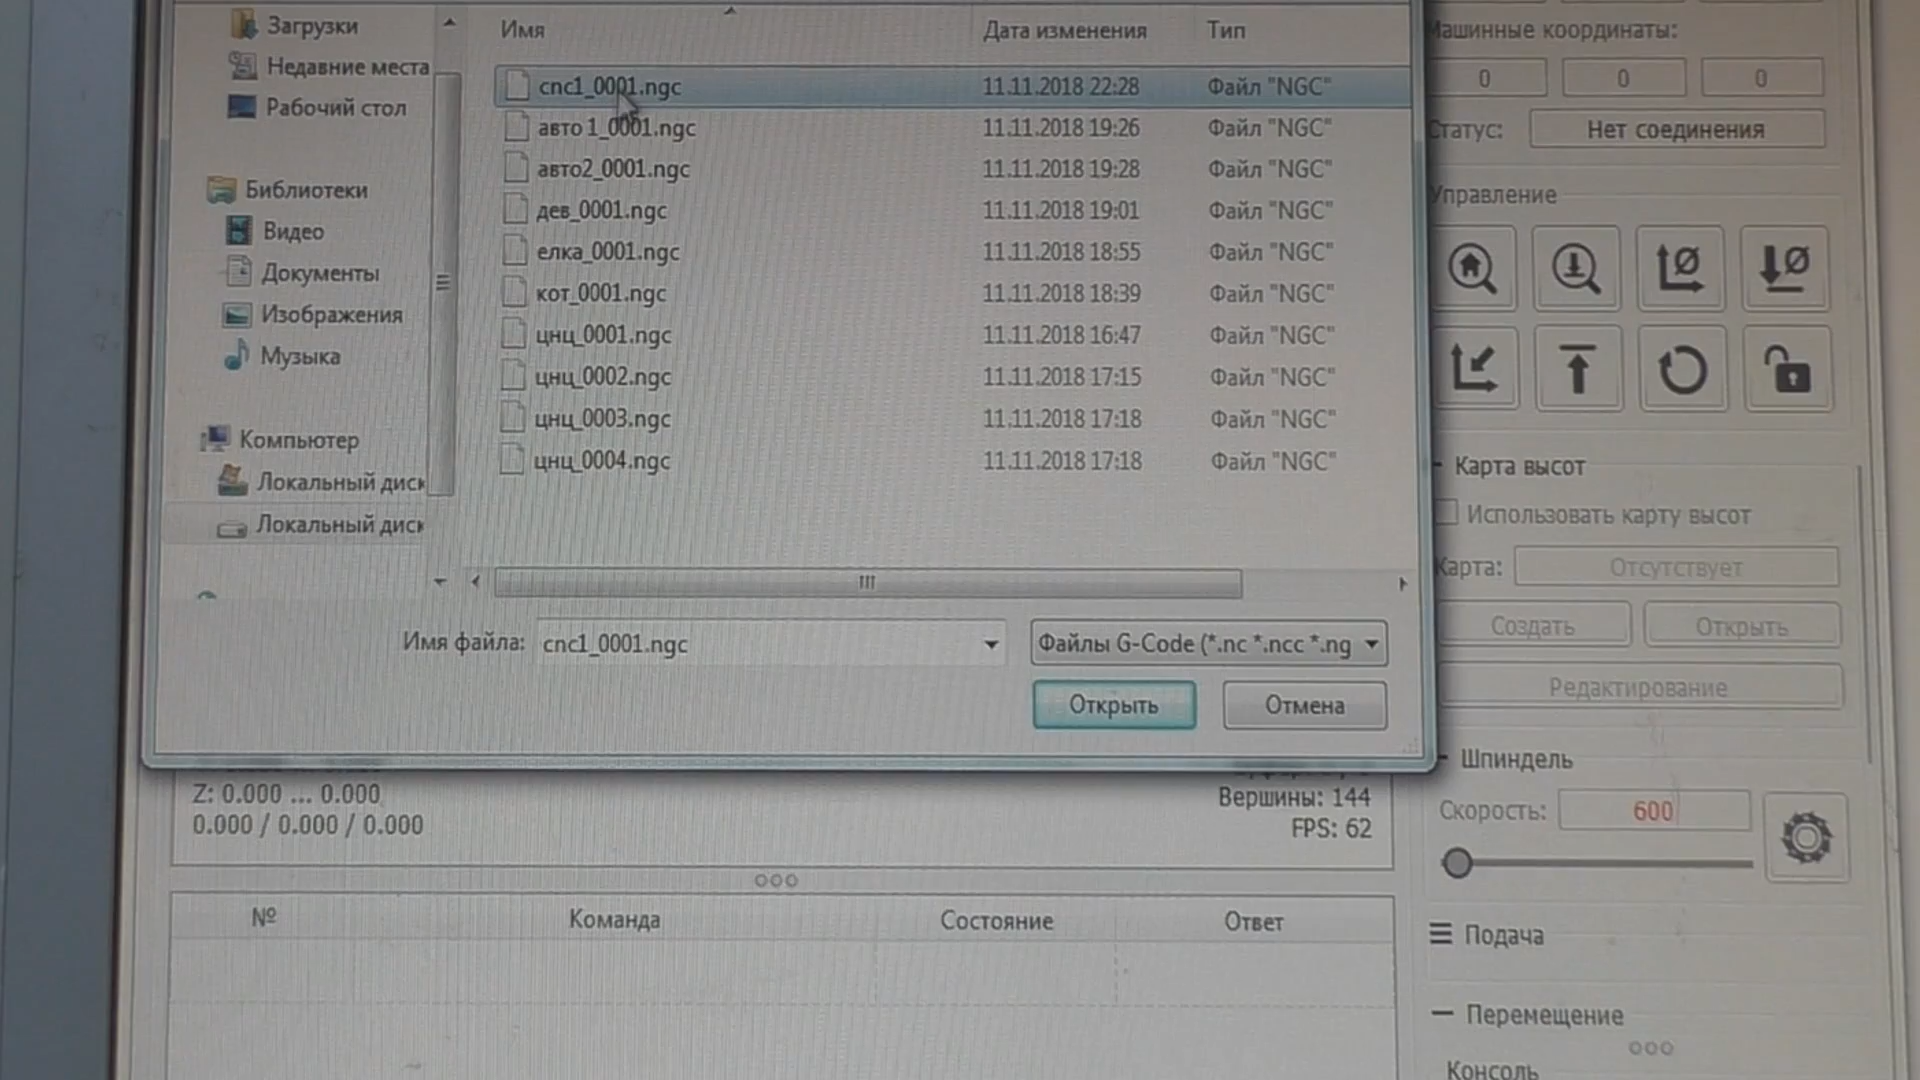 Загрузки
Недавние места
Рабочий стол
Библиотеки
Видео
Документы
Изображения
Музыка
Компьютер
Локальный диск
Локальный диск
Имя Дата изменения Тип
cnc1_0001.ngc 11.11.2018 22:28 Файл "NGC"
авто 1_0001.ngc 11.11.2018 19:26 Файл "NGC"
авто2_0001.ngc 11.11.2018 19:28 Файл "NGC"
дев_0001.ngc 11.11.2018 19:01 Файл "NGC"
елка_0001.ngc 11.11.2018 18:55 Файл "NGC"
кот_0001.ngc 11.11.2018 18:39 Файл "NGC"
цнц_0001.ngc 11.11.2018 16:47 Файл "NGC"
цнц_0002.ngc 11.11.2018 17:15 Файл "NGC"
цнц_0003.ngc 11.11.2018 17:18 Файл "NGC"
цнц_0004.ngc 11.11.2018 17:18 Файл "NGC"
Имя файла: cnc1_0001.ngc Файлы G-Code (*.nc *.ncc *.ng
Открыть Отмена
Z: 0.000 ... 0.000
0.000 / 0.000 / 0.000
Вершины: 144
FPS: 62
№ Команда Состояние Ответ
Машинные координаты:
0 0 0
Статус: Нет соединения
Управление
Карта высот
Использовать карту высот
Карта: Отсутствует
Создать Открыть
Редактирование
Шпиндель
Скорость: 600
Подача
Перемещение
Консоль